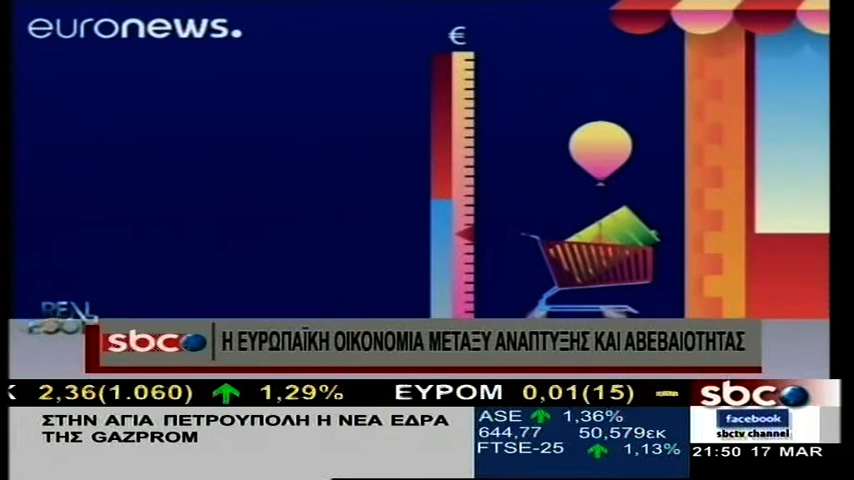 euronews.
€
REAL
ECONOMY
sbc
Η ΕΥΡΩΠΑΪΚΗ ΟΙΚΟΝΟΜΙΑ ΜΕΤΑΞΥ ΑΝΑΠΤΥΞΗΣ ΚΑΙ ΑΒΕΒΑΙΟΤΗΤΑΣ
Κ 2,36(1.060) 1,29% ΕΥΡΟΜ 0,01(15)
sbc
ΣΤΗΝ ΑΓΙΑ ΠΕΤΡΟΥΠΟΛΗ Η ΝΕΑ ΕΔΡΑ
ΤΗΣ GAZPROM
ASE 1,36%
644,77 50,579εκ
FTSE-25 1,13%
facebook
sbctv channel
21:50 17 MAR